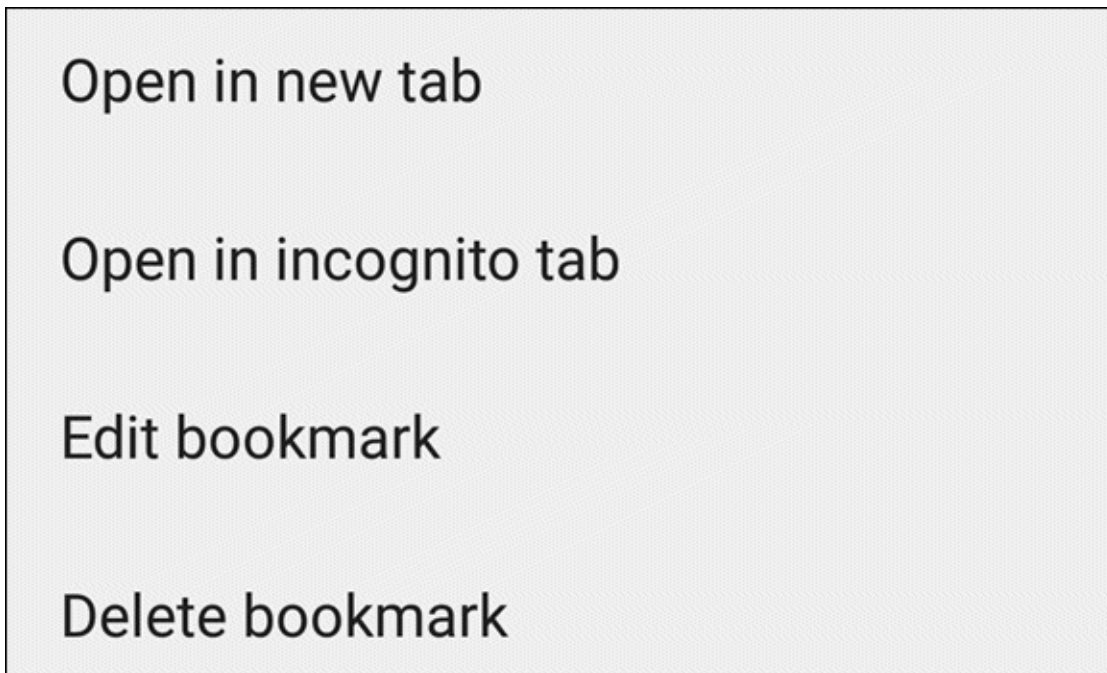 Open in new tab
Open in incognito tab
Edit bookmark
Delete bookmark